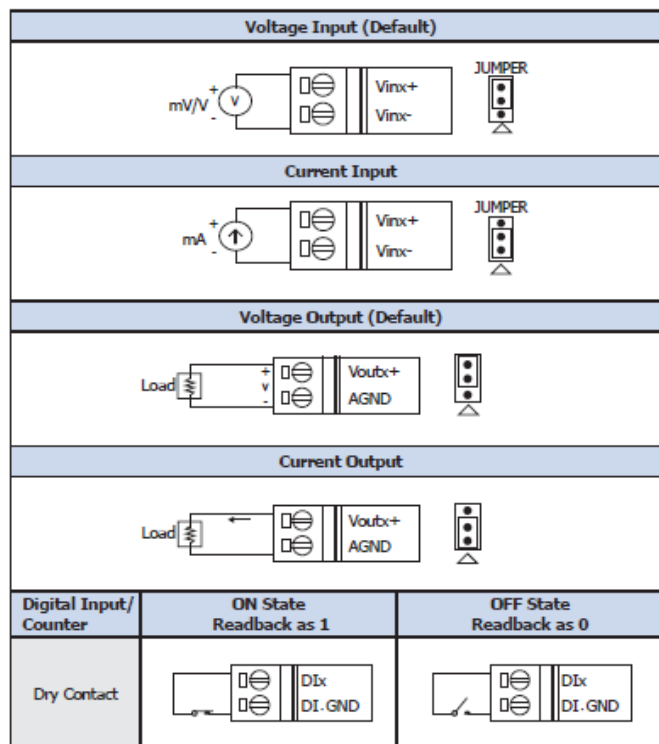 Voltage Input (Default)
JUMPER
mV/V
+
-
V
Vinx+
Vinx-
Current Input
JUMPER
mA
+
-
Vinx+
Vinx-
Voltage Output (Default)
Load
+
v
-
Voutx+
AGND
Current Output
Load
Voutx+
AGND
Digital Input/
Counter
ON State
Readback as 1
OFF State
Readback as 0
Dry Contact
DIx
DI.GND
DIx
DI.GND